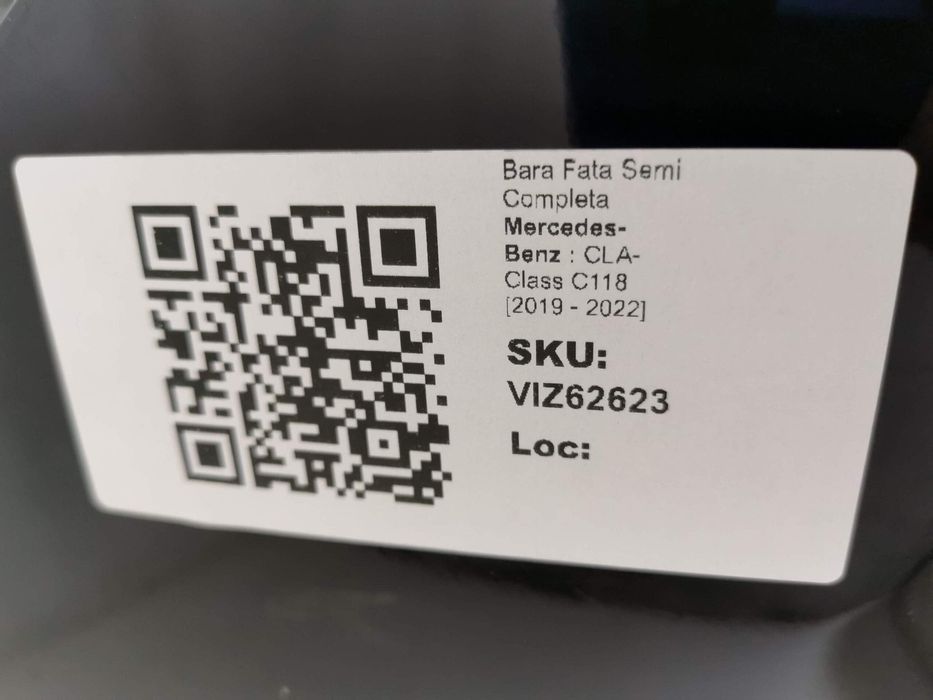 Bara Fata Semi
Completa
Mercedes-
Benz : CLA-
Class C118
[2019 - 2022]
SKU:
VIZ62623
Loc: